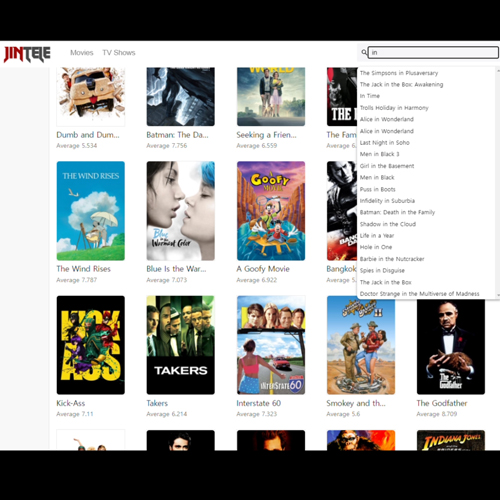 JINTELE
Movies TV Shows
in
The Simpsons in Plusaversary
The Jack in the Box: Awakening
In Time
Trolls Holiday in Harmony
Alice in Wonderland
Alice in Wonderland
Last Night in Soho
Men in Black 3
Girl in the Basement
Men in Black
Puss in Boots
Infidelity in Suburbia
Batman: Death in the Family
Shadow in the Cloud
Life in a Year
Hole in One
Barbie in the Nutcracker
Spies in Disguise
The Jack in the Box
Doctor Strange in the Multiverse of Madness
WORLD
Dumb and Dum...
Average 5.534
Batman: The Da...
Average 7.756
Seeking a Frien...
Average 6.559
The Fam
Average 6.
THE WIND RISES
Blue
is the
Warmest Color
A
GOOFY
MOVIE
The Wind Rises
Average 7.787
Blue Is the War...
Average 7.073
A Goofy Movie
Average 7.227
Bangkok
Average 5.
KICK
ASS
TAKERS
INTERSTATE 60
The
Godfather
Kick-Ass
Average 7.11
Takers
Average 6.214
Interstate 60
Average 7.323
Smokey and th...
Average 5.6
The Godfather
Average 8.709
INDIANA JONES